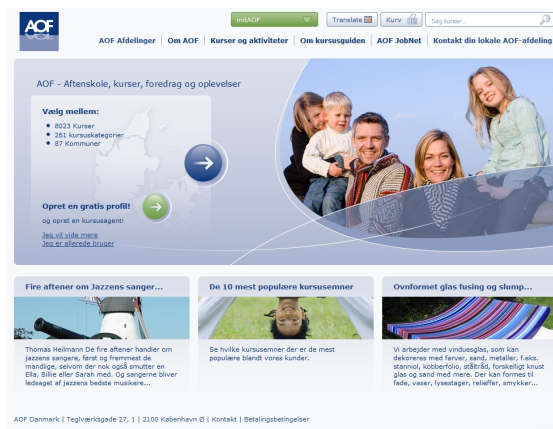 AOF
mitAOF
Translate
Kurv
Søg kurser...
AOF Afdelinger | Om AOF | Kurser og aktiviteter | Om kursusguiden | AOF JobNet | Kontakt din lokale AOF-afdeling
AOF - Aftenskole, kurser, foredrag og oplevelser
Vælg mellem:
8023 Kurser
261 kursuskategorier
87 Kommuner
Opret en gratis profil!
og opret en kursusagent!
Jeg vil vide mere
Jeg er allerede bruger
Fire aftener om Jazzens sanger...
Thomas Heilmann De fire aftener handler om
jazzens sangere, først og fremmest de
mandlige, selvom der nok også smutter en
Ella, Billie eller Sarah med. Og sangerne bliver
ledsaget af jazzens bedste musikere...
De 10 mest populære kursusemner
Se hvilke kursusemner der er de mest
populære blandt vores kunder.
Ovnformet glas fusing og slump...
Vi arbejder med vinduesglas, som kan
dekoreres med farver, sand, metaller, f.eks.
stanniol, kobberfolio, ståltråd, forskelligt knust
glas og sand med mere. Der kan formes til
fade, vaser, lysestager, relieffer, smykker...
AOF Danmark | Teglværksgade 27, 1 | 2100 København Ø | Kontakt | Betalingsbetingelser